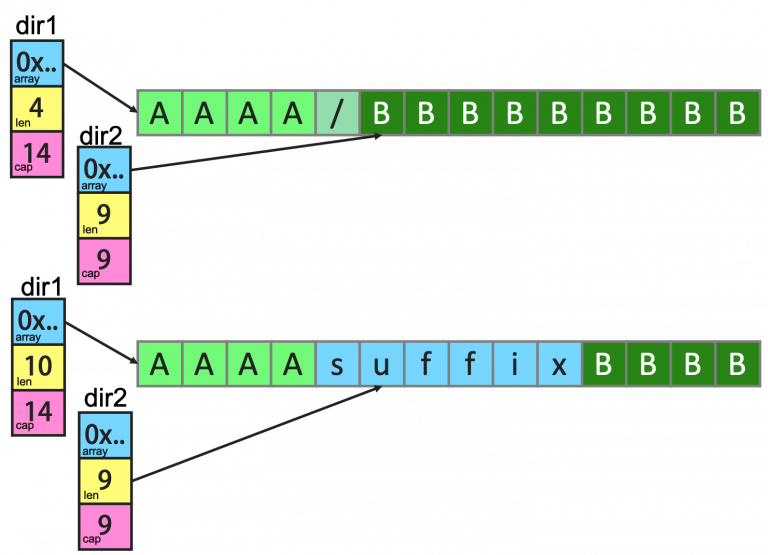 dir1
0x..
array
4
len
14
cap
A A A A / B B B B B B B B B
dir2
0x..
array
9
len
9
cap
dir1
0x..
array
10
len
14
cap
A A A A s u f f i x B B B B
dir2
0x..
array
9
len
9
cap